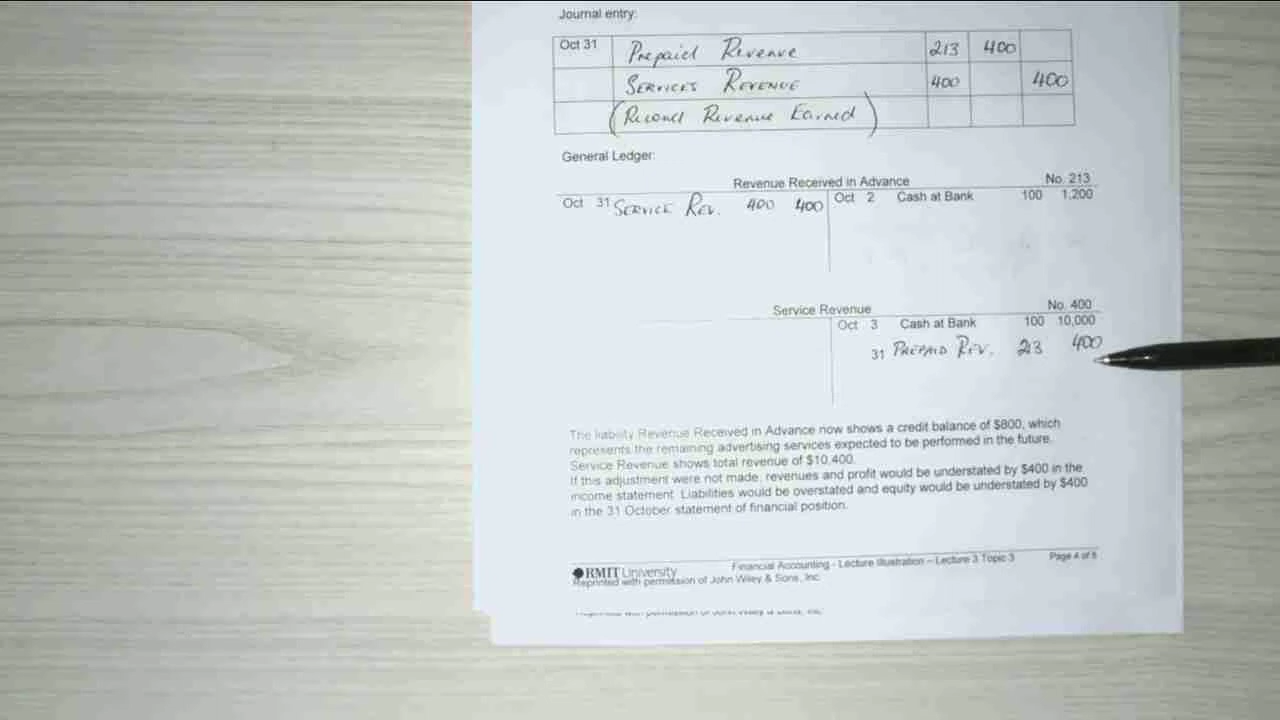 Journal entry:
Oct 31 Prepaid Revenue 213 400
Services Revenue 400 400
(Record Revenue Earned)
General Ledger:
Revenue Received in Advance No. 213
Oct 31 Service Rev. 400 400 Oct 2 Cash at Bank 100 1,200
Service Revenue No. 400
Oct 3 Cash at Bank 100 10,000
31 Prepaid Rev. 213 400
The liability Revenue Received in Advance now shows a credit balance of $800, which
represents the remaining advertising services expected to be performed in the future.
Service Revenue shows total revenue of $10,400.
If this adjustment were not made, revenues and profit would be understated by $400 in the
income statement. Liabilities would be overstated and equity would be understated by $400
in the 31 October statement of financial position.
RMIT University Financial Accounting - Lecture Illustration – Lecture 3 Topic 3 Page 4 of 6
Reprinted with permission of John Wiley & Sons, Inc